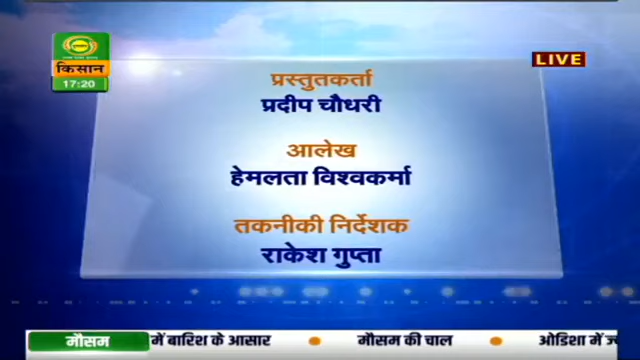 किसान
17:20
LIVE
प्रस्तुतकर्ता
प्रदीप चौधरी
आलेख
हेमलता विश्वकर्मा
तकनीकी निर्देशक
राकेश गुप्ता
मौसम में बारिश के आसार • मौसम की चाल • ओडिशा में